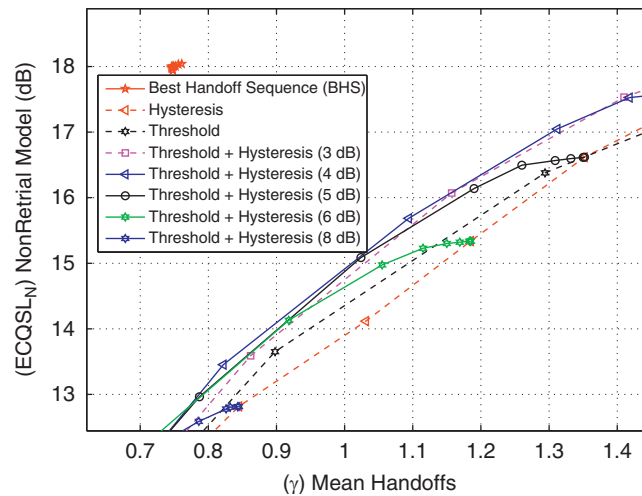 18
17
16
15
14
13
(ECQSL_N) NonRetrial Model (dB)
Best Handoff Sequence (BHS)
Hysteresis
Threshold
Threshold + Hysteresis (3 dB)
Threshold + Hysteresis (4 dB)
Threshold + Hysteresis (5 dB)
Threshold + Hysteresis (6 dB)
Threshold + Hysteresis (8 dB)
0.7 0.8 0.9 1 1.1 1.2 1.3 1.4
(γ) Mean Handoffs